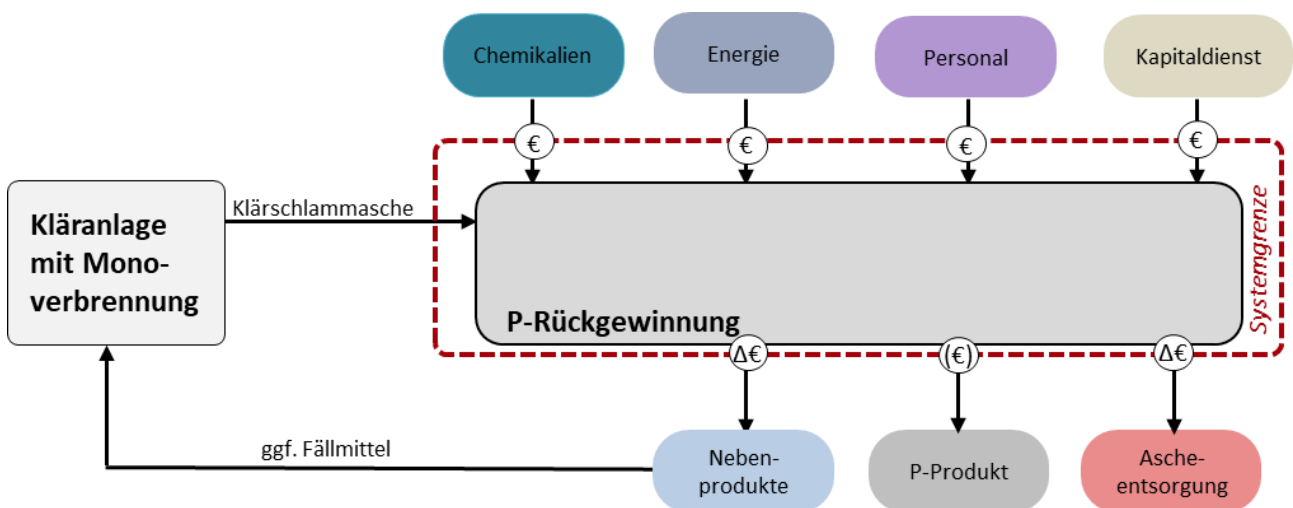 Chemikalien
Energie
Personal
Kapitaldienst
€
€
€
€
Kläranlage
mit Mono-
verbrennung
Klärschlammasche
Systemgrenze
P-Rückgewinnung
Δ€
(€)
Δ€
ggf. Fällmittel
Neben-
produkte
P-Produkt
Asche-
entsorgung